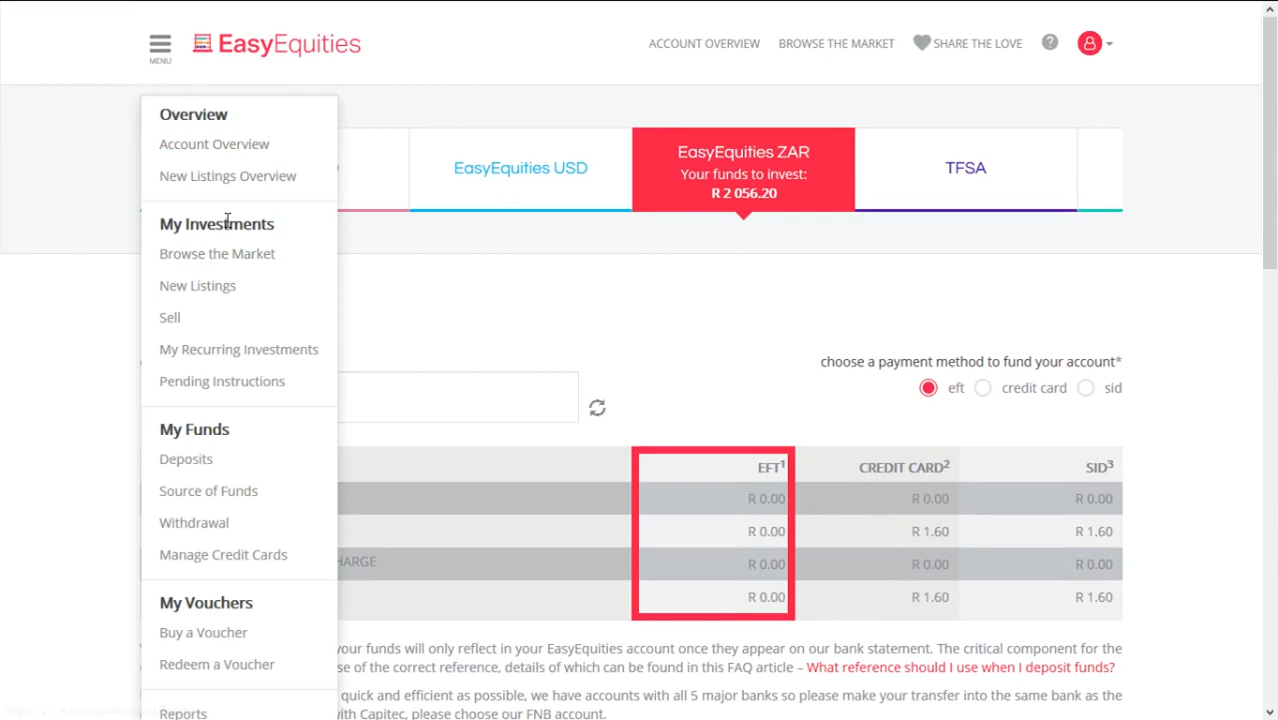 MENU
EasyEquities
ACCOUNT OVERVIEW
BROWSE THE MARKET
SHARE THE LOVE
?
Overview
Account Overview
New Listings Overview
My Investments
Browse the Market
New Listings
Sell
My Recurring Investments
Pending Instructions
My Funds
Deposits
Source of Funds
Withdrawal
Manage Credit Cards
My Vouchers
Buy a Voucher
Redeem a Voucher
Reports
EasyEquities USD
EasyEquities ZAR
Your funds to invest:
R 2 056.20
TFSA
choose a payment method to fund your account*
eft credit card sid
EFT¹ CREDIT CARD² SID³
R 0.00 R 0.00 R 0.00
R 0.00 R 1.60 R 1.60
HARGE R 0.00 R 0.00 R 0.00
R 0.00 R 1.60 R 1.60
your funds will only reflect in your EasyEquities account once they appear on our bank statement. The critical component for the
se of the correct reference, details of which can be found in this FAQ article – What reference should I use when I deposit funds?
quick and efficient as possible, we have accounts with all 5 major banks so please make your transfer into the same bank as the
with Capitec, please choose our FNB account.